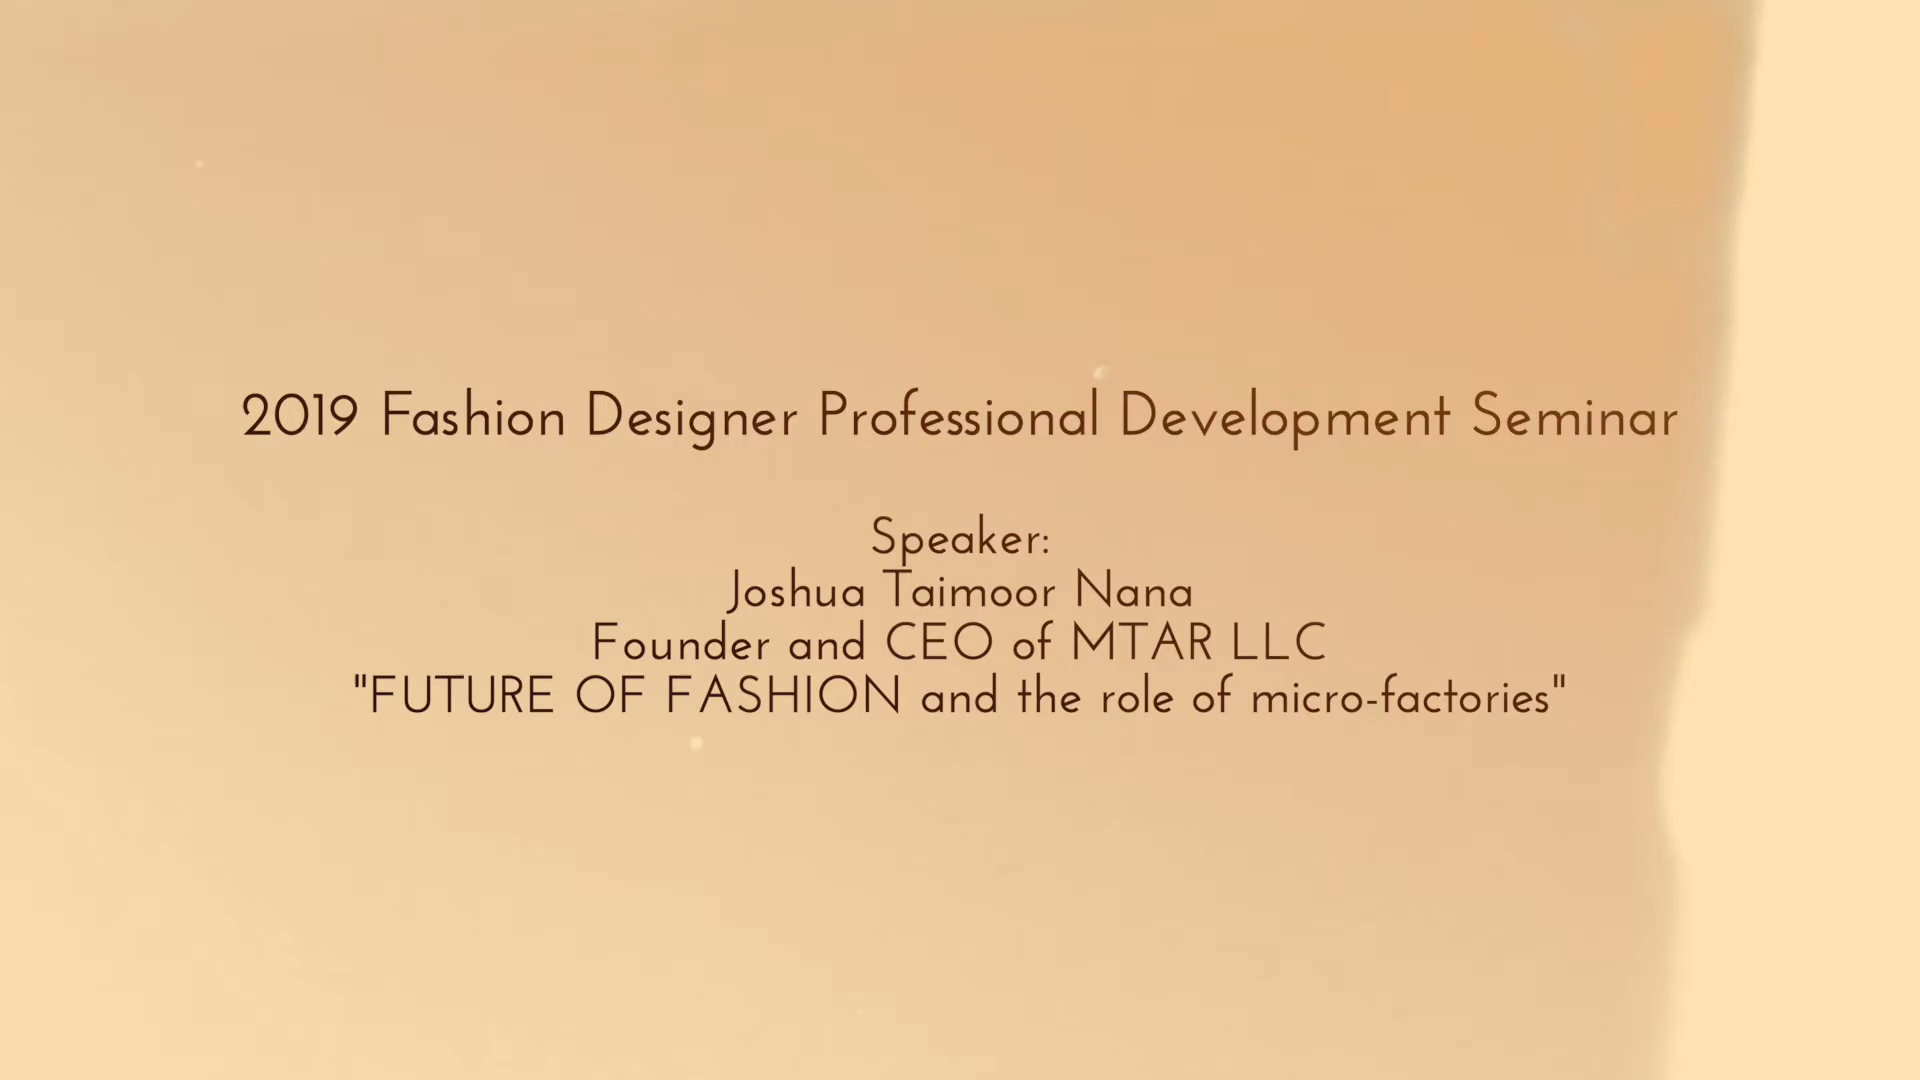 2019 Fashion Designer Professional Development Seminar
Speaker:
Joshua Taimoor Nana
Founder and CEO of MTAR LLC
"FUTURE OF FASHION and the role of micro-factories"